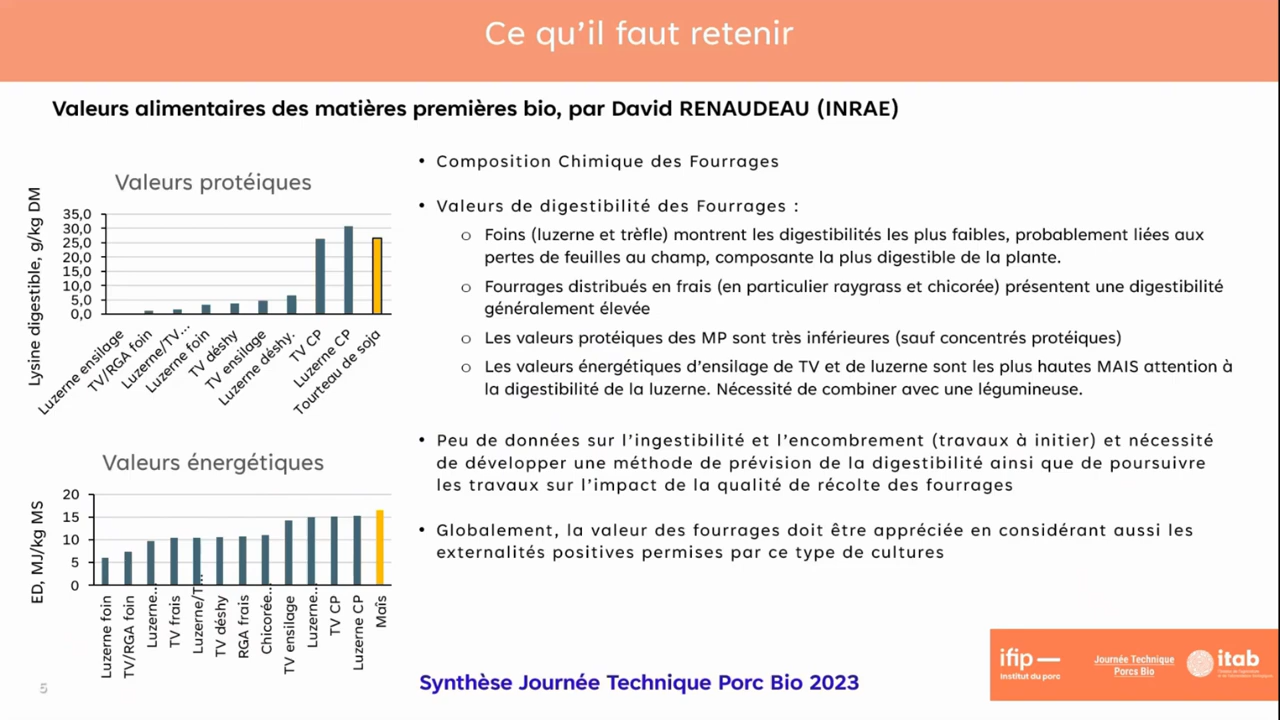 Ce qu'il faut retenir
Valeurs alimentaires des matières premières bio, par David RENAUDEAU (INRAE)
Valeurs protéiques
Lysine digestible, g/kg DM
35,0
30,0
25,0
20,0
15,0
10,0
5,0
0,0
Luzerne ensilage
TV/RGA foin
Luzerne/TV...
Luzerne foin
TV déshy
TV ensilage
Luzerne déshy.
TV CP
Luzerne CP
Tourteau de soja
Valeurs énergétiques
ED, MJ/kg MS
20
15
10
5
0
Luzerne foin
TV/RGA foin
Luzerne...
TV frais
Luzerne/T...
TV déshy
RGA frais
Chicorée...
TV ensilage
Luzerne...
TV CP
Luzerne CP
Maïs
• Composition Chimique des Fourrages
• Valeurs de digestibilité des Fourrages :
o Foins (luzerne et trèfle) montrent les digestibilités les plus faibles, probablement liées aux
pertes de feuilles au champ, composante la plus digestible de la plante.
o Fourrages distribués en frais (en particulier raygrass et chicorée) présentent une digestibilité
généralement élevée
o Les valeurs protéiques des MP sont très inférieures (sauf concentrés protéiques)
o Les valeurs énergétiques d'ensilage de TV et de luzerne sont les plus hautes MAIS attention à
la digestibilité de la luzerne. Nécessité de combiner avec une légumineuse.
• Peu de données sur l'ingestibilité et l'encombrement (travaux à initier) et nécessité
de développer une méthode de prévision de la digestibilité ainsi que de poursuivre
les travaux sur l'impact de la qualité de récolte des fourrages
• Globalement, la valeur des fourrages doit être appréciée en considérant aussi les
externalités positives permises par ce type de cultures
5
Synthèse Journée Technique Porc Bio 2023
ifip
Institut du porc
Journée Technique
Porcs Bio
itab